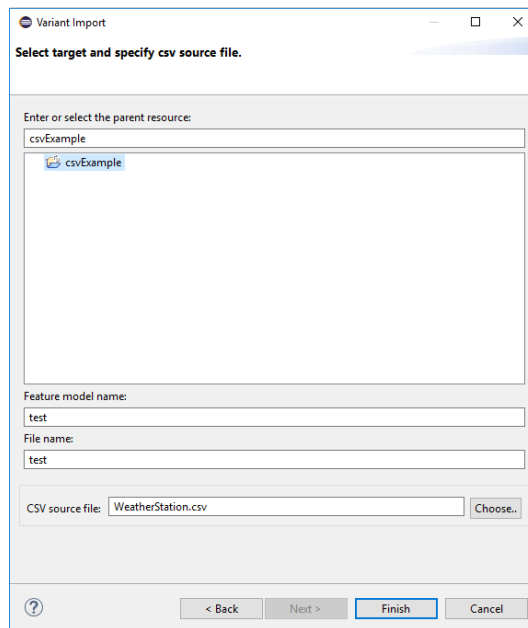 Variant Import
Select target and specify csv source file.
Enter or select the parent resource:
csvExample
csvExample
Feature model name:
test
File name:
test
CSV source file: WeatherStation.csv Choose..
? < Back Next > Finish Cancel